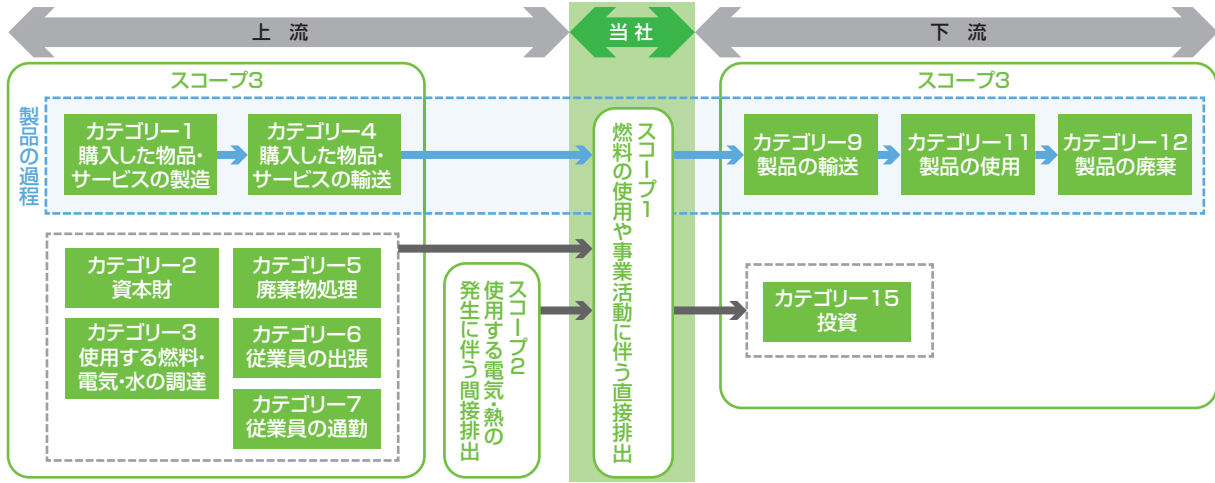 上流
当社
下流
スコープ3
製品の過程
カテゴリー1
購入した物品・
サービスの製造
カテゴリー4
購入した物品・
サービスの輸送
カテゴリー2
資本財
カテゴリー5
廃棄物処理
カテゴリー3
使用する燃料・
電気・水の調達
カテゴリー6
従業員の出張
カテゴリー7
従業員の通勤
スコープ2
使用する電気・熱の
発生に伴う間接排出
スコープ1
燃料の使用や事業活動に伴う直接排出
スコープ3
カテゴリー9
製品の輸送
カテゴリー11
製品の使用
カテゴリー12
製品の廃棄
カテゴリー15
投資